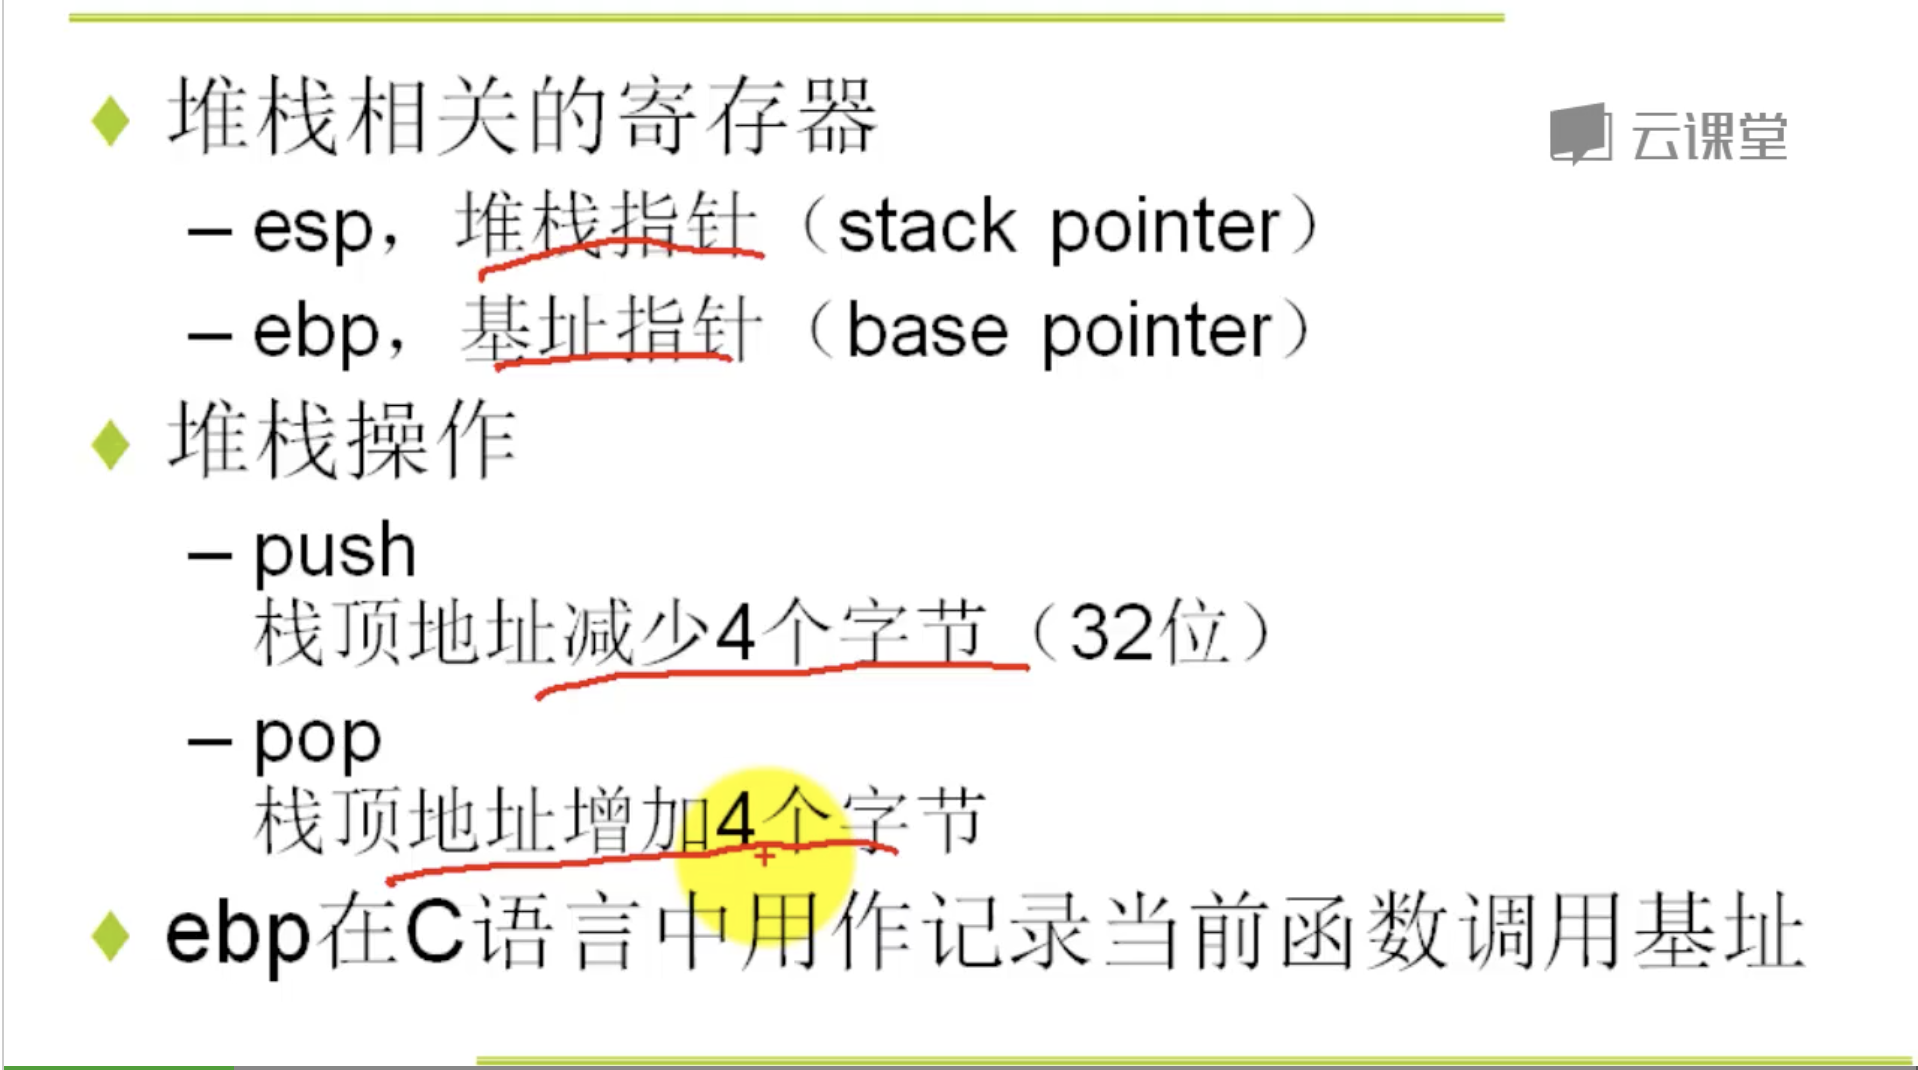 堆栈相关的寄存器
云课堂
– esp，堆栈指针（stack pointer）
– ebp，基址指针（base pointer）
堆栈操作
– push
栈顶地址减少4个字节（32位）
– pop
栈顶地址增加4个字节
ebp在C语言中用作记录当前函数调用基址